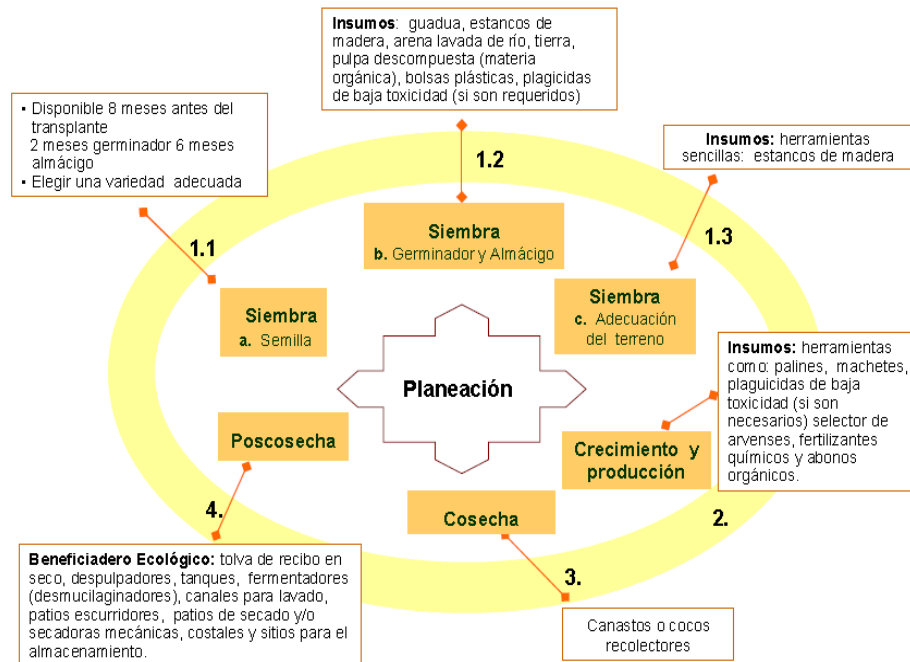 Insumos: guadua, estancos de
madera, arena lavada de río, tierra,
pulpa descompuesta (materia
orgánica), bolsas plásticas, plagicidas
de baja toxicidad (si son requeridos)
• Disponible 8 meses antes del
transplante
2 meses germinador 6 meses
almácigo
• Elegir una variedad adecuada
Insumos: herramientas
sencillas: estancos de madera
1.2
1.1
1.3
Siembra
b. Germinador y Almácigo
Siembra
a. Semilla
Siembra
c. Adecuación
del terreno
Planeación
Insumos: herramientas
como: palines, machetes,
plaguicidas de baja
toxicidad (si son
necesarios) selector de
arvenses, fertilizantes
químicos y abonos
orgánicos.
Poscosecha
Crecimiento y
producción
4.
Cosecha
2.
Beneficiadero Ecológico: tolva de recibo en
seco, despulpadores, tanques, fermentadores
(desmucilaginadores), canales para lavado,
patios escurridores, patios de secado y/o
secadoras mecánicas, costales y sitios para el
almacenamiento.
3.
Canastos o cocos
recolectores